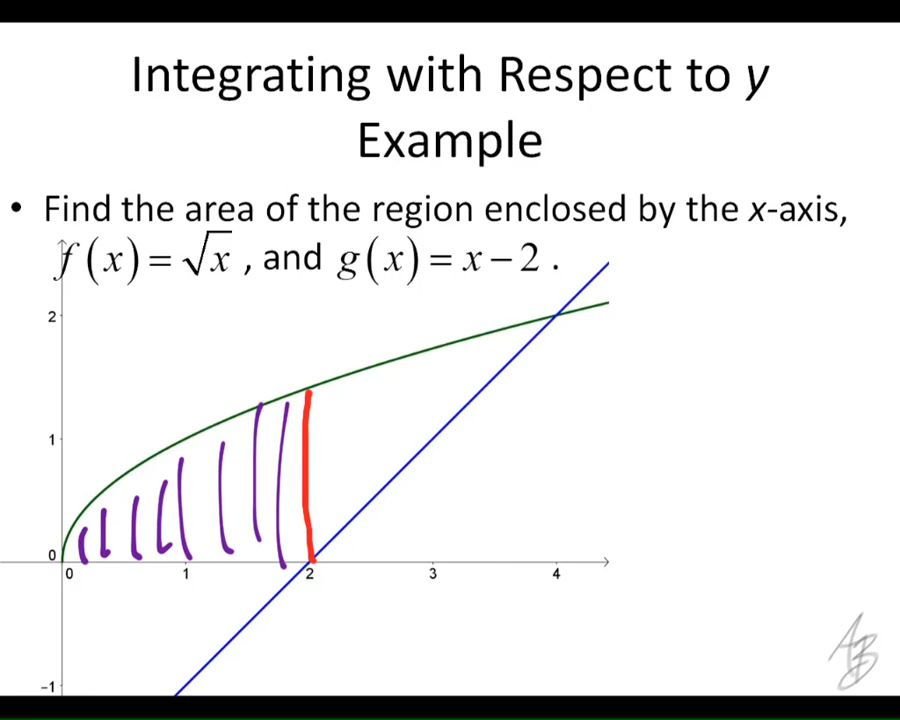 Integrating with Respect to y
Example
• Find the area of the region enclosed by the x-axis,
f(x) = √x , and g(x) = x − 2 .
2
1
0
0 1 2 3 4
−1